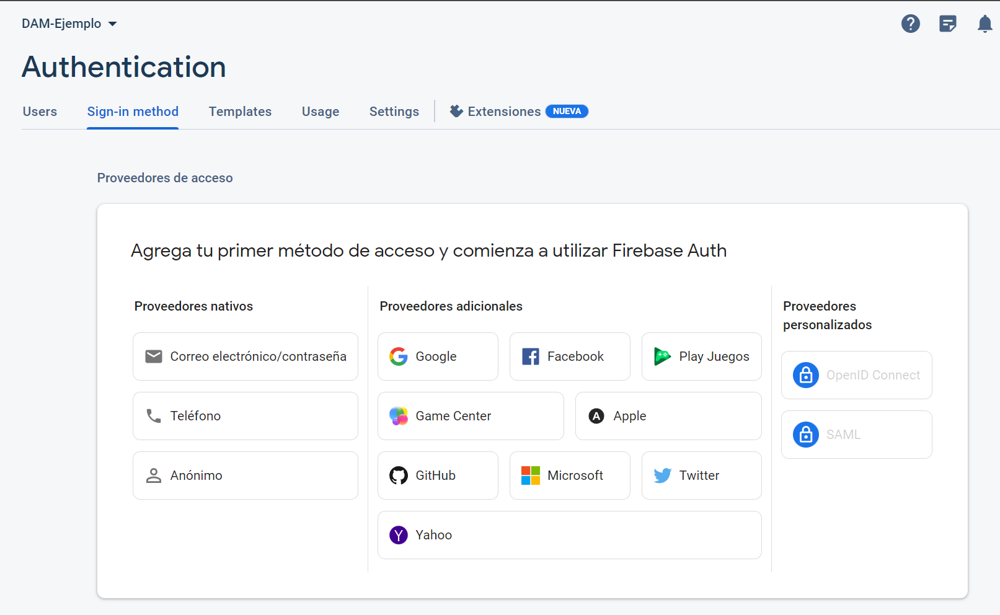 DAM-Ejemplo
Authentication
Users Sign-in method Templates Usage Settings Extensiones NUEVA
Proveedores de acceso
Agrega tu primer método de acceso y comienza a utilizar Firebase Auth
Proveedores nativos
Correo electrónico/contraseña
Teléfono
Anónimo
Proveedores adicionales
Google Facebook Play Juegos
Game Center Apple
GitHub Microsoft Twitter
Yahoo
Proveedores
personalizados
OpenID Connect
SAML